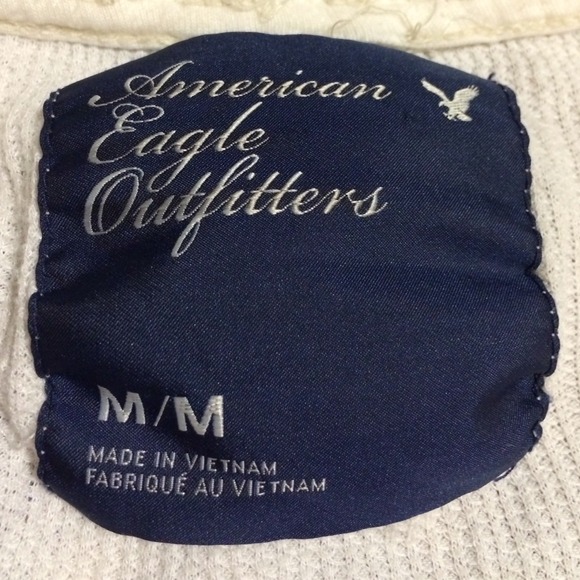 American
Eagle
Outfitters
M/M
MADE IN VIETNAM
FABRIQUÉ AU VIETNAM